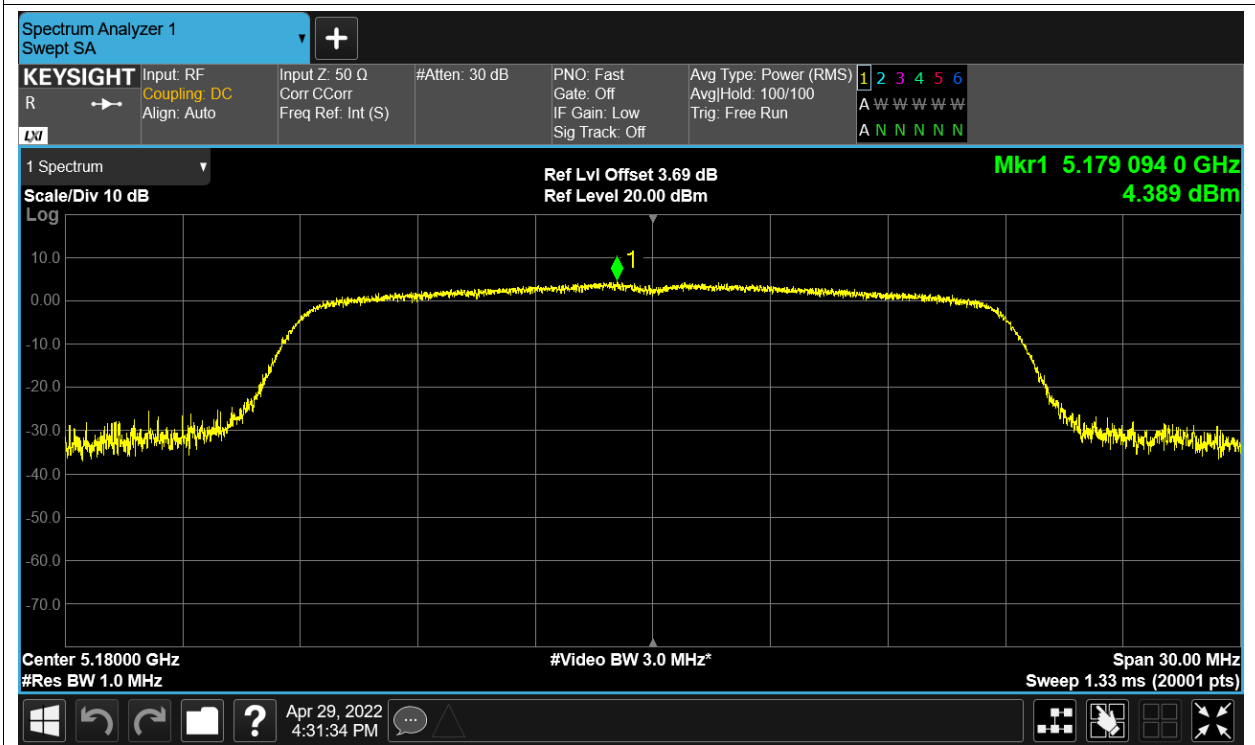 Spectrum Analyzer 1
Swept SA
+
KEYSIGHT
R
LXI
Input: RF
Coupling: DC
Align: Auto
Input Z: 50 Ω
Corr CCorr
Freq Ref: Int (S)
#Atten: 30 dB
PNO: Fast
Gate: Off
IF Gain: Low
Sig Track: Off
Avg Type: Power (RMS)
Avg|Hold: 100/100
Trig: Free Run
1 2 3 4 5 6
A W W W W W
A N N N N N
1 Spectrum
Scale/Div 10 dB
Log
Ref Lvl Offset 3.69 dB
Ref Level 20.00 dBm
Mkr1 5.179 094 0 GHz
4.389 dBm
1
10.0
0.00
-10.0
-20.0
-30.0
-40.0
-50.0
-60.0
-70.0
Center 5.18000 GHz
#Res BW 1.0 MHz
#Video BW 3.0 MHz*
Span 30.00 MHz
Sweep 1.33 ms (20001 pts)
?
Apr 29, 2022
4:31:34 PM